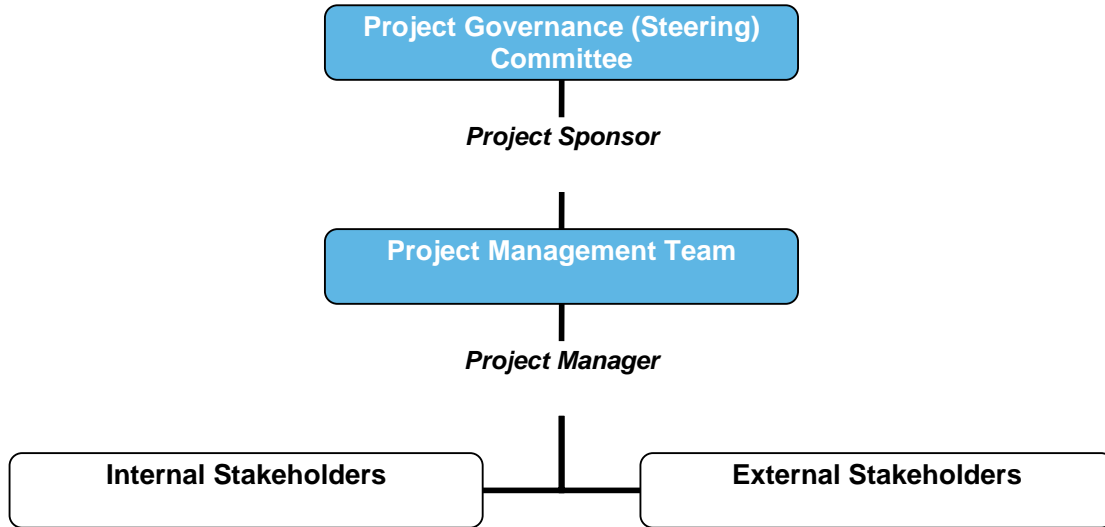 Project Governance (Steering)
Committee
Project Sponsor
Project Management Team
Project Manager
Internal Stakeholders
External Stakeholders